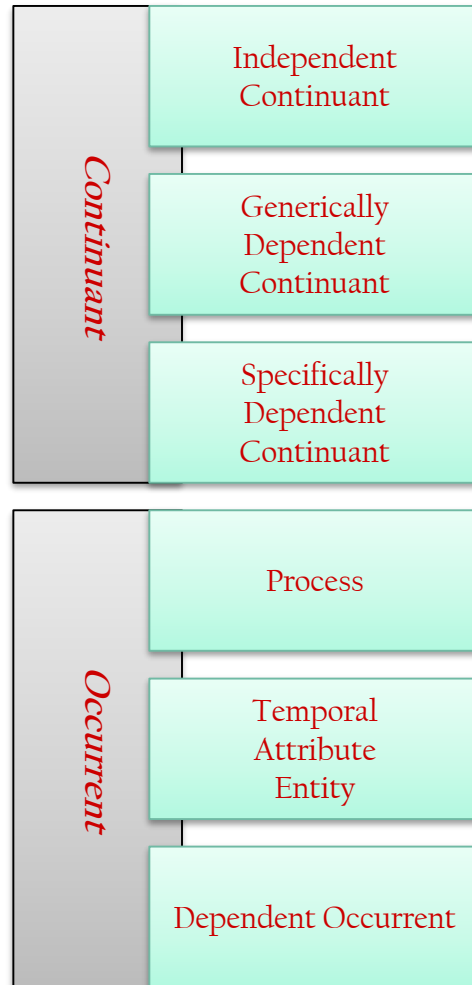 Continuant
Independent
Continuant
Generically
Dependent
Continuant
Specifically
Dependent
Continuant
Occurrent
Process
Temporal
Attribute
Entity
Dependent Occurrent